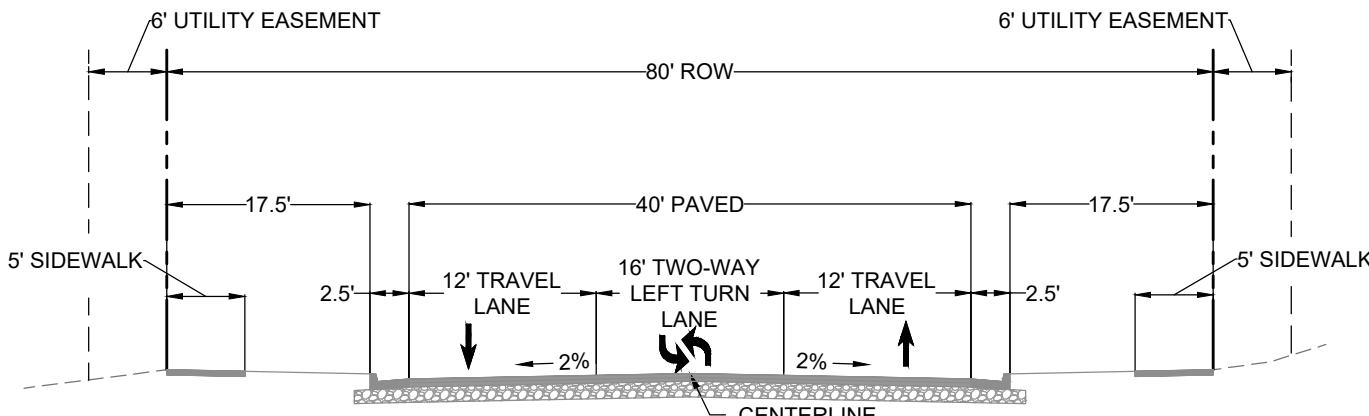 6' UTILITY EASEMENT
6' UTILITY EASEMENT
80' ROW
17.5'
40' PAVED
17.5'
5' SIDEWALK
5' SIDEWALK
2.5'
12' TRAVEL
LANE
16' TWO-WAY
LEFT TURN
LANE
12' TRAVEL
LANE
2.5'
2%
2%
CENTERLINE